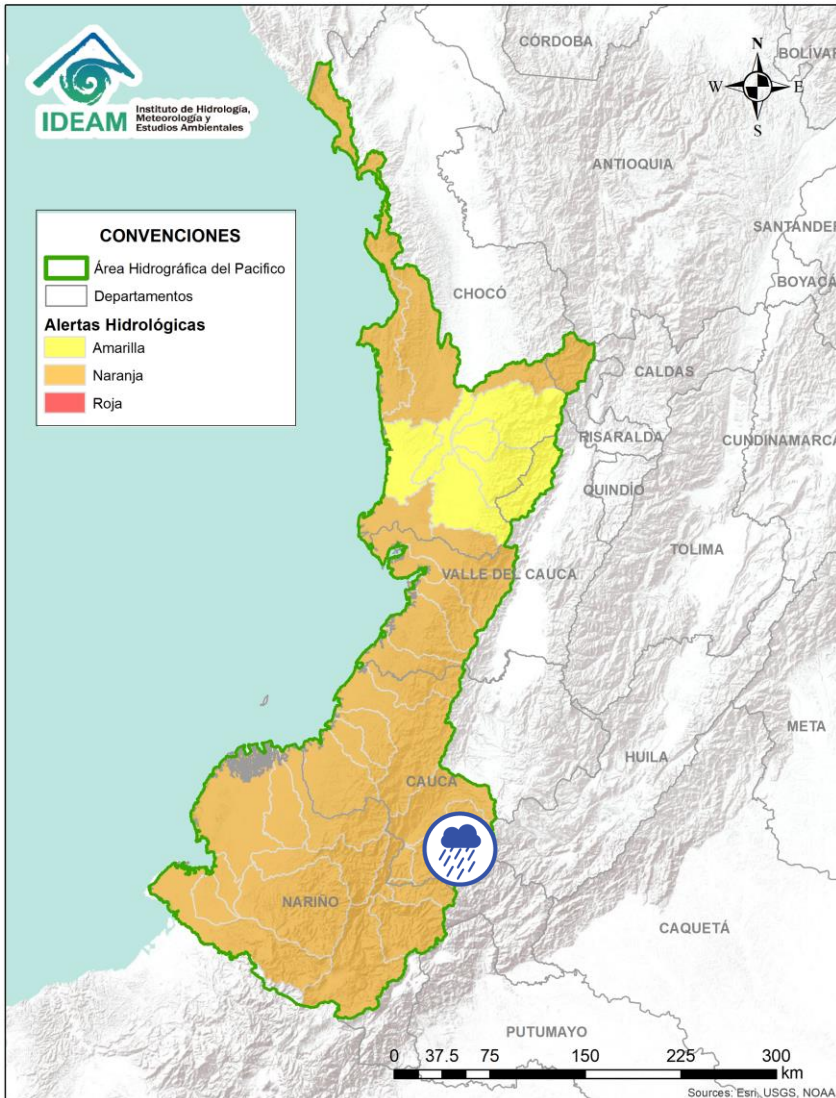 CÓRDOBA
BOLÍVAR
N
W E
S
IDEAM
Instituto de Hidrología,
Meteorología y
Estudios Ambientales
ANTIOQUIA
SANTANDER
CONVENCIONES
Área Hidrográfica del Pacifico
Departamentos
Alertas Hidrológicas
Amarilla
Naranja
Roja
BOYACÁ
CHOCÓ
CALDAS
RISARALDA
CUNDINAMARCA
QUINDÍO
TOLIMA
VALLE DEL CAUCA
META
HUILA
CAUCA
NARIÑO
CAQUETÁ
PUTUMAYO
0 37.5 75 150 225 300
km
Sources: Esri, USGS, NOAA